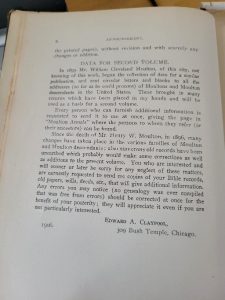 6 ANNOUNCEMENT.
the printed pages), without revision and with scarcely any
changes or additions.
DATA FOR SECOND VOLUME.
In 1895 Mr. William Cleveland Moulton, of this city, not
knowing of this work, began the collection of data for a similar
publication, and sent circular letters and blanks to all the
addresses (so far as he could procure) of Moultons and Moulton
descendants in the United States. These brought in many
returns which have been placed in my hands and will be
used as a basis for a second volume.
Every person who can furnish additional information is
requested to send it to me at once, giving the page in
"Moulton Annals" where the persons to whom they refer (or
their ancestors) can be found.
Since the death of Mr. Henry W. Moulton, in 1896, many
changes have taken place in the various families of Moulton
and Moulton descendants; also many old records have been
unearthed which probably would make some corrections as well
as additions to the present volume. You who are interested and
will sooner or later be sorry for any neglect of these matters,
are earnestly requested to send me copies of your Bible records,
old papers, wills, deeds, etc., that will give additional information.
Any errors you may notice (no genealogy was ever compiled
that was free from errors) should be corrected at once for the
benefit of your posterity; they will appreciate it even if you are
not particularly interested.
EDWARD A. CLAYPOOL,
1906. 309 Bush Temple, Chicago.